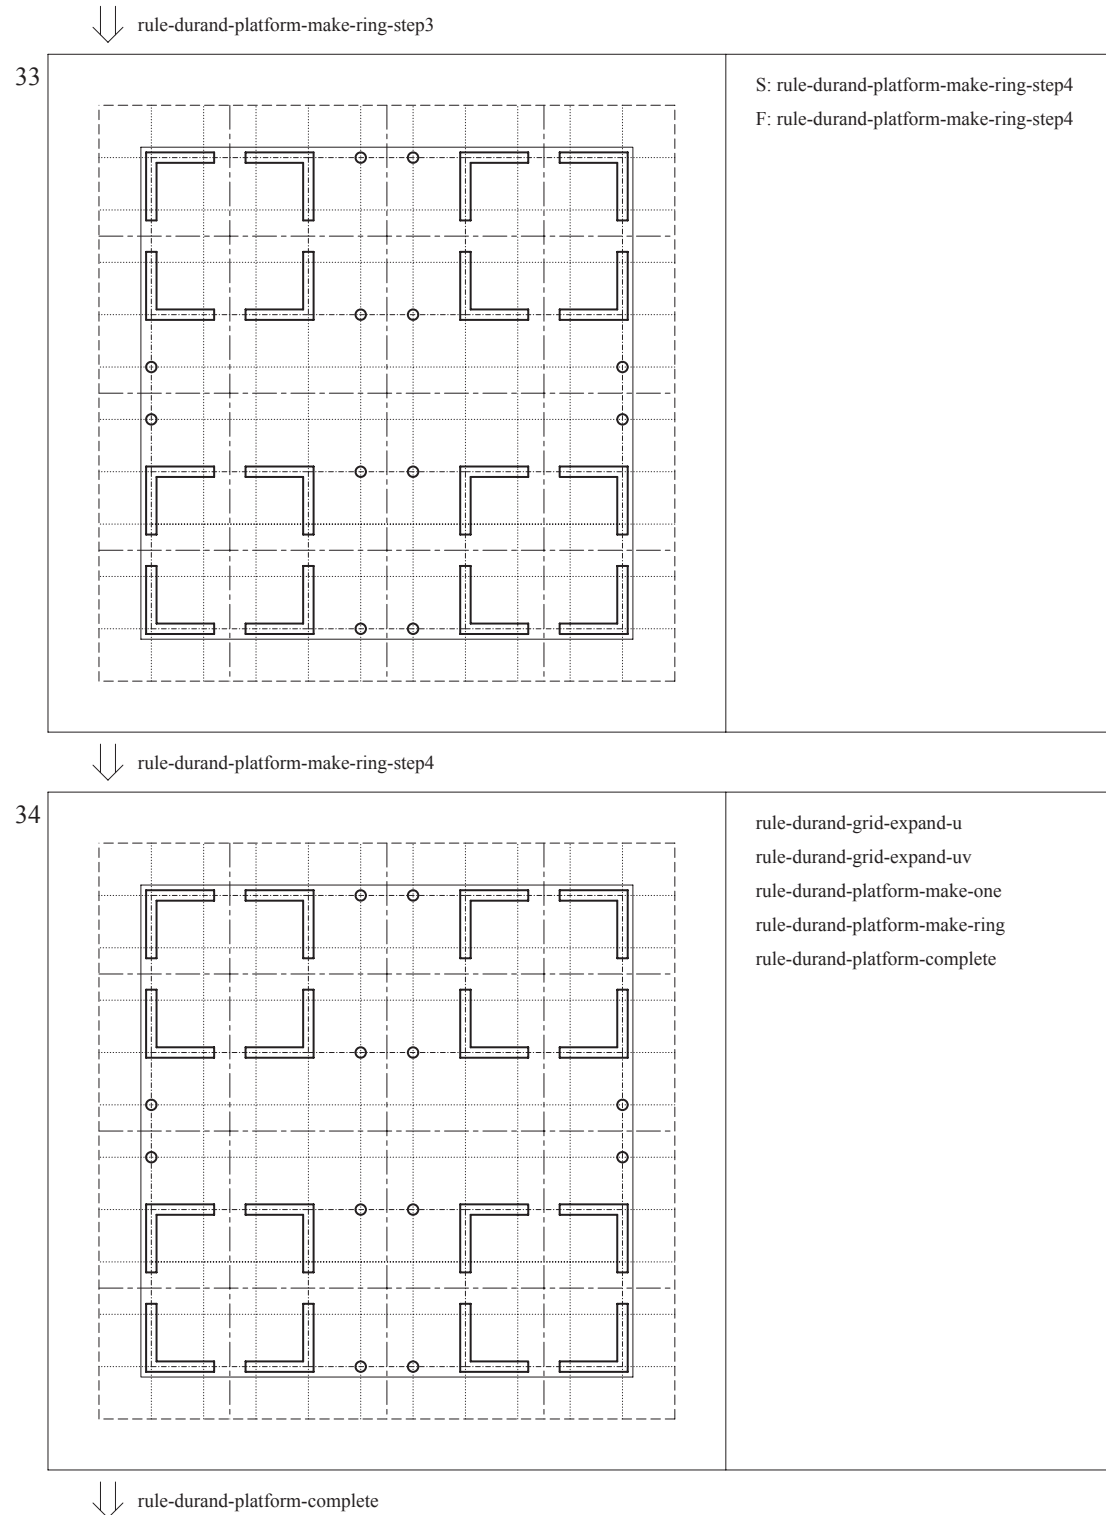 rule-durand-platform-make-ring-step3
33
S: rule-durand-platform-make-ring-step4
F: rule-durand-platform-make-ring-step4
rule-durand-platform-make-ring-step4
34
rule-durand-grid-expand-u
rule-durand-grid-expand-uv
rule-durand-platform-make-one
rule-durand-platform-make-ring
rule-durand-platform-complete
rule-durand-platform-complete